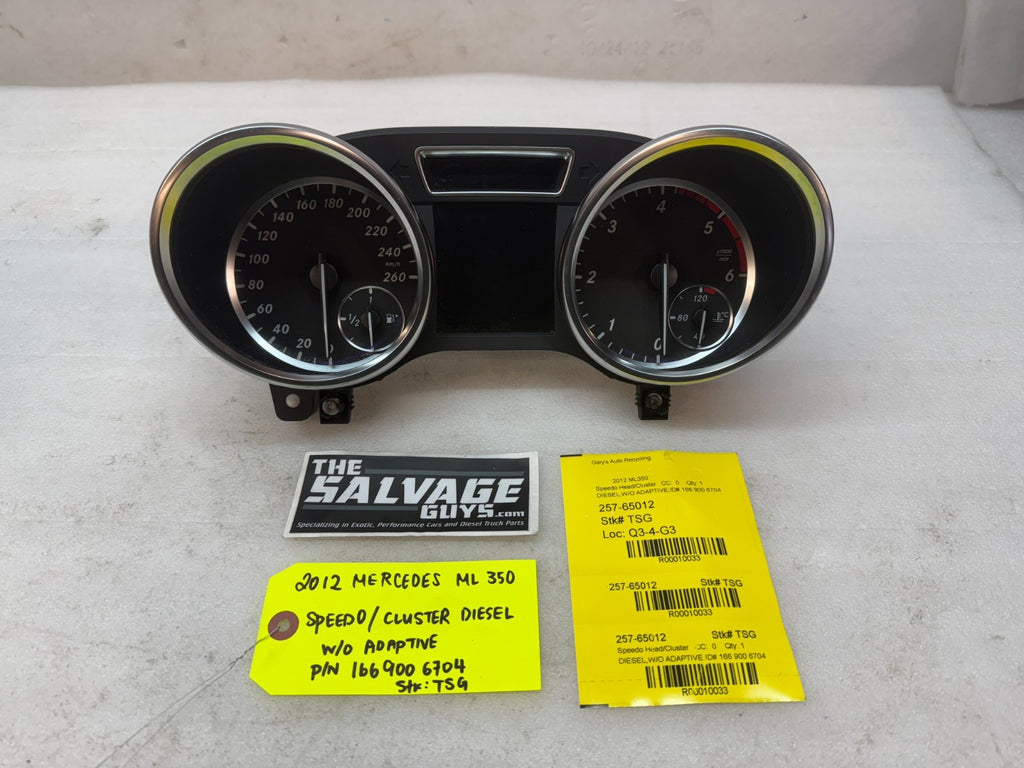 20
40
60
80
100
120
140
160
180
200
220
240
km/h
260
1/2
1
0
1
2
3
4
5
6
x1000
min
120
80
°C
THE
SALVAGE
GUYS.com
Specializing in Exotic, Performance Cars and Diesel Truck Parts
2012 MERCEDES ML 350
SPEEDO/CLUSTER DIESEL
W/O ADAPTIVE
P/N 166 900 6704
Stk: TSG
Gary's Auto Recycling
2012 ML350
Speedo Head/Cluster CC: 0 Qty: 1
DIESEL,W/O ADAPTIVE,ID# 166 900 6704
257-65012
Stk# TSG
Loc: Q3-4-G3
R00010033
257-65012 Stk# TSG
R00010033
257-65012 Stk# TSG
Speedo Head/Cluster CC: 0 Qty: 1
DIESEL,W/O ADAPTIVE,ID# 166 900 6704
R00010033